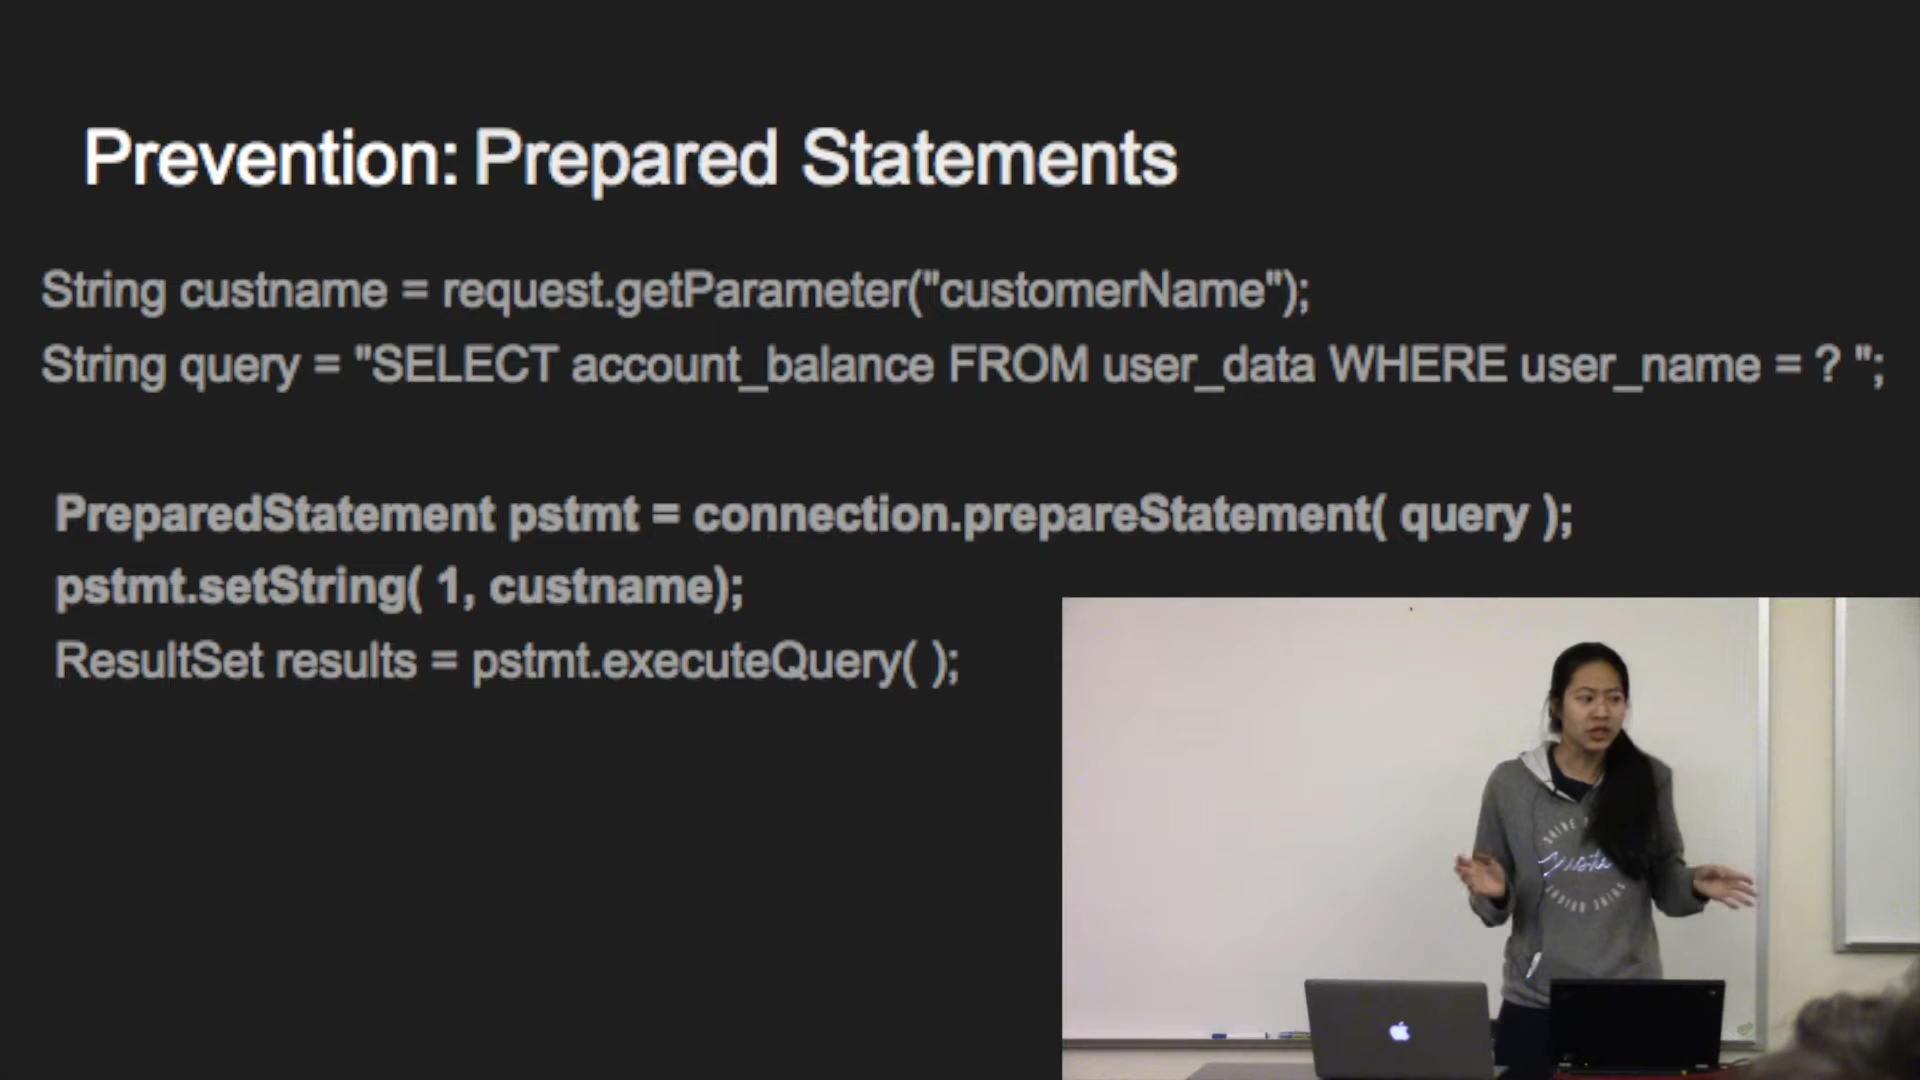 Prevention: Prepared Statements
String custname = request.getParameter("customerName");
String query = "SELECT account_balance FROM user_data WHERE user_name = ? ";
PreparedStatement pstmt = connection.prepareStatement( query );
pstmt.setString( 1, custname);
ResultSet results = pstmt.executeQuery( );